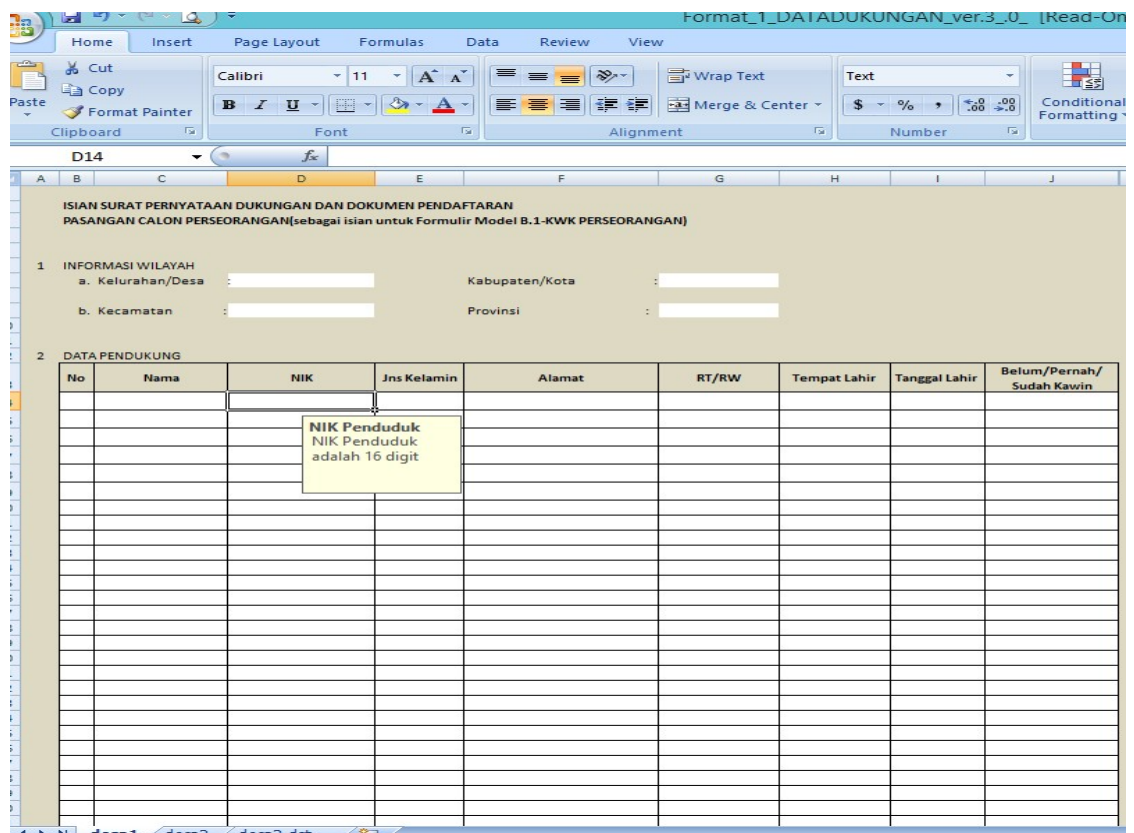 Format_1_DATADUKUNGAN_ver.3_.0_ [Read-On
Home Insert Page Layout Formulas Data Review View
Cut
Copy
Format Painter
Paste
Calibri 11
Wrap Text
Merge & Center
Text
Conditional
Formatting
Clipboard Font Alignment Number
D14 fx
A B C D E F G H I J
ISIAN SURAT PERNYATAAN DUKUNGAN DAN DOKUMEN PENDAFTARAN
PASANGAN CALON PERSEORANGAN(sebagai isian untuk Formulir Model B.1-KWK PERSEORANGAN)
1 INFORMASI WILAYAH
a. Kelurahan/Desa : Kabupaten/Kota :
b. Kecamatan : Provinsi :
2 DATA PENDUKUNG
No Nama NIK Jns Kelamin Alamat RT/RW Tempat Lahir Tanggal Lahir Belum/Pernah/
Sudah Kawin
NIK Penduduk
NIK Penduduk
adalah 16 digit